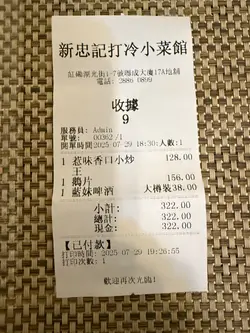 新忠記打冷小菜館
電話: 2886 0899
收據
9
服務員: Admin
單號: 00362 /1
開單時間:2025-07-29 18:30:人數:1
1 惹味香口小炒王 128.00
1 鵝片 156.00
1 藍妹啤酒 大樽裝38.00
小計: 322.00
總計: 322.00
現金: 322.00
【已付款】
打印時間: 2025-07-29 19:26:55
打印次數: 1
歡迎再次光臨!